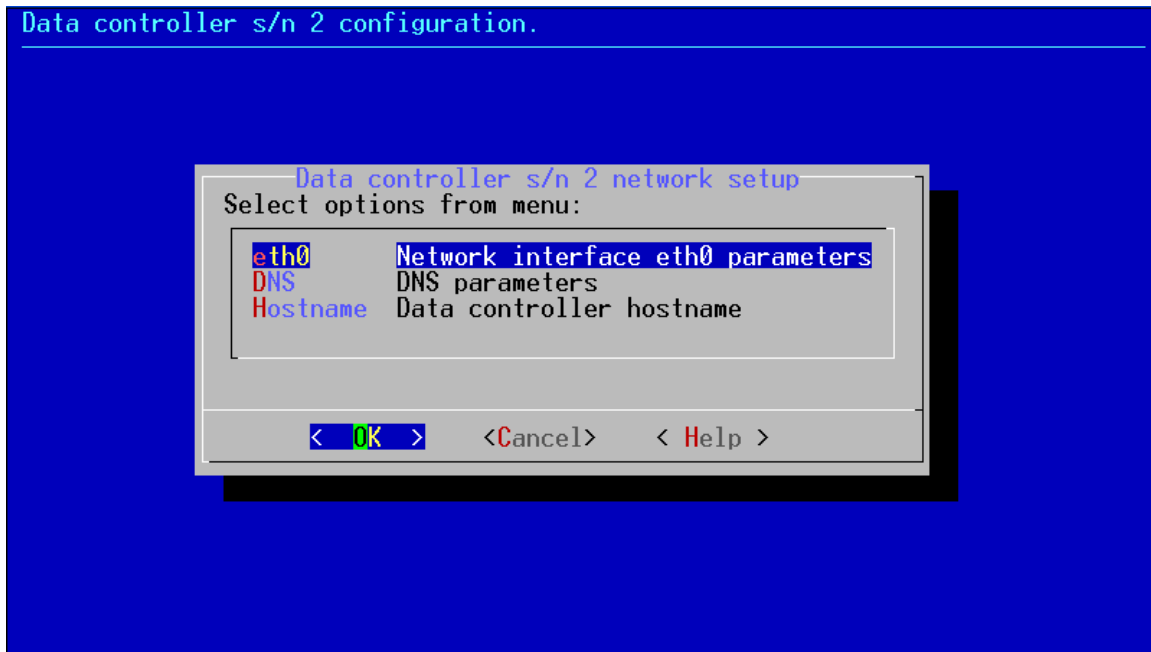 Data controller s/n 2 configuration.
Data controller s/n 2 network setup
Select options from menu:
eth0 Network interface eth0 parameters
DNS DNS parameters
Hostname Data controller hostname
< OK > <Cancel> < Help >